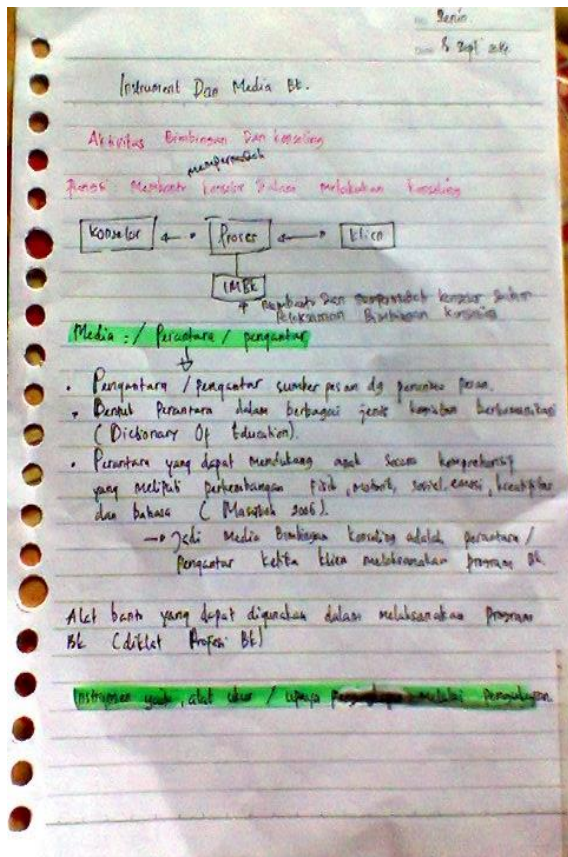 Senin
8 Sept 2014
Instrument Dan Media Bk.
Aktivitas Bimbingan Dan konseling
mempermudah
Fungsi : Membantu konselor Dalam melakukan konseling
Konselor
Proses
klien
IMBK
membantu Dan mempermudah konselor dalam
Pelaksanaan Bimbingan konseling
Media : / Perantara / pengantar
Pengantara / pengantar sumber pesan dg penerima pesan.
Bentuk Perantara dalam berbagai jenis kegiatan berkomunikasi
( Dictionary Of Education).
Perantara yang dapat Mendukung anak Secara komprehensif
yang Meliputi perkembangan fisik, motorik, sosial, emosi, kreatifitas
dan bahasa ( 2006).
Jadi Media Bimbingan konseling adalah perantara /
Pengantar ketika klien melaksanakan program Bk.
Alat bantu yang dapat digunakan dalam melaksanakan Program
Bk (diklat Profesi Bk)
Instrumen yaitu, alat ukur / upaya melalui Pengukuran